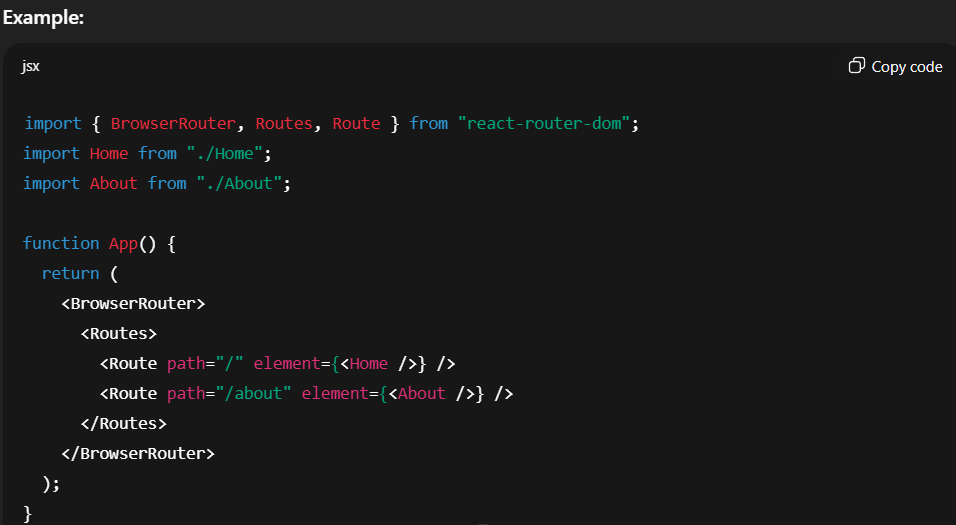 Example:
jsx
Copy code
import { BrowserRouter, Routes, Route } from "react-router-dom";
import Home from "./Home";
import About from "./About";
function App() {
  return (
    <BrowserRouter>
      <Routes>
        <Route path="/" element={<Home />} />
        <Route path="/about" element={<About />} />
      </Routes>
    </BrowserRouter>
  );
}